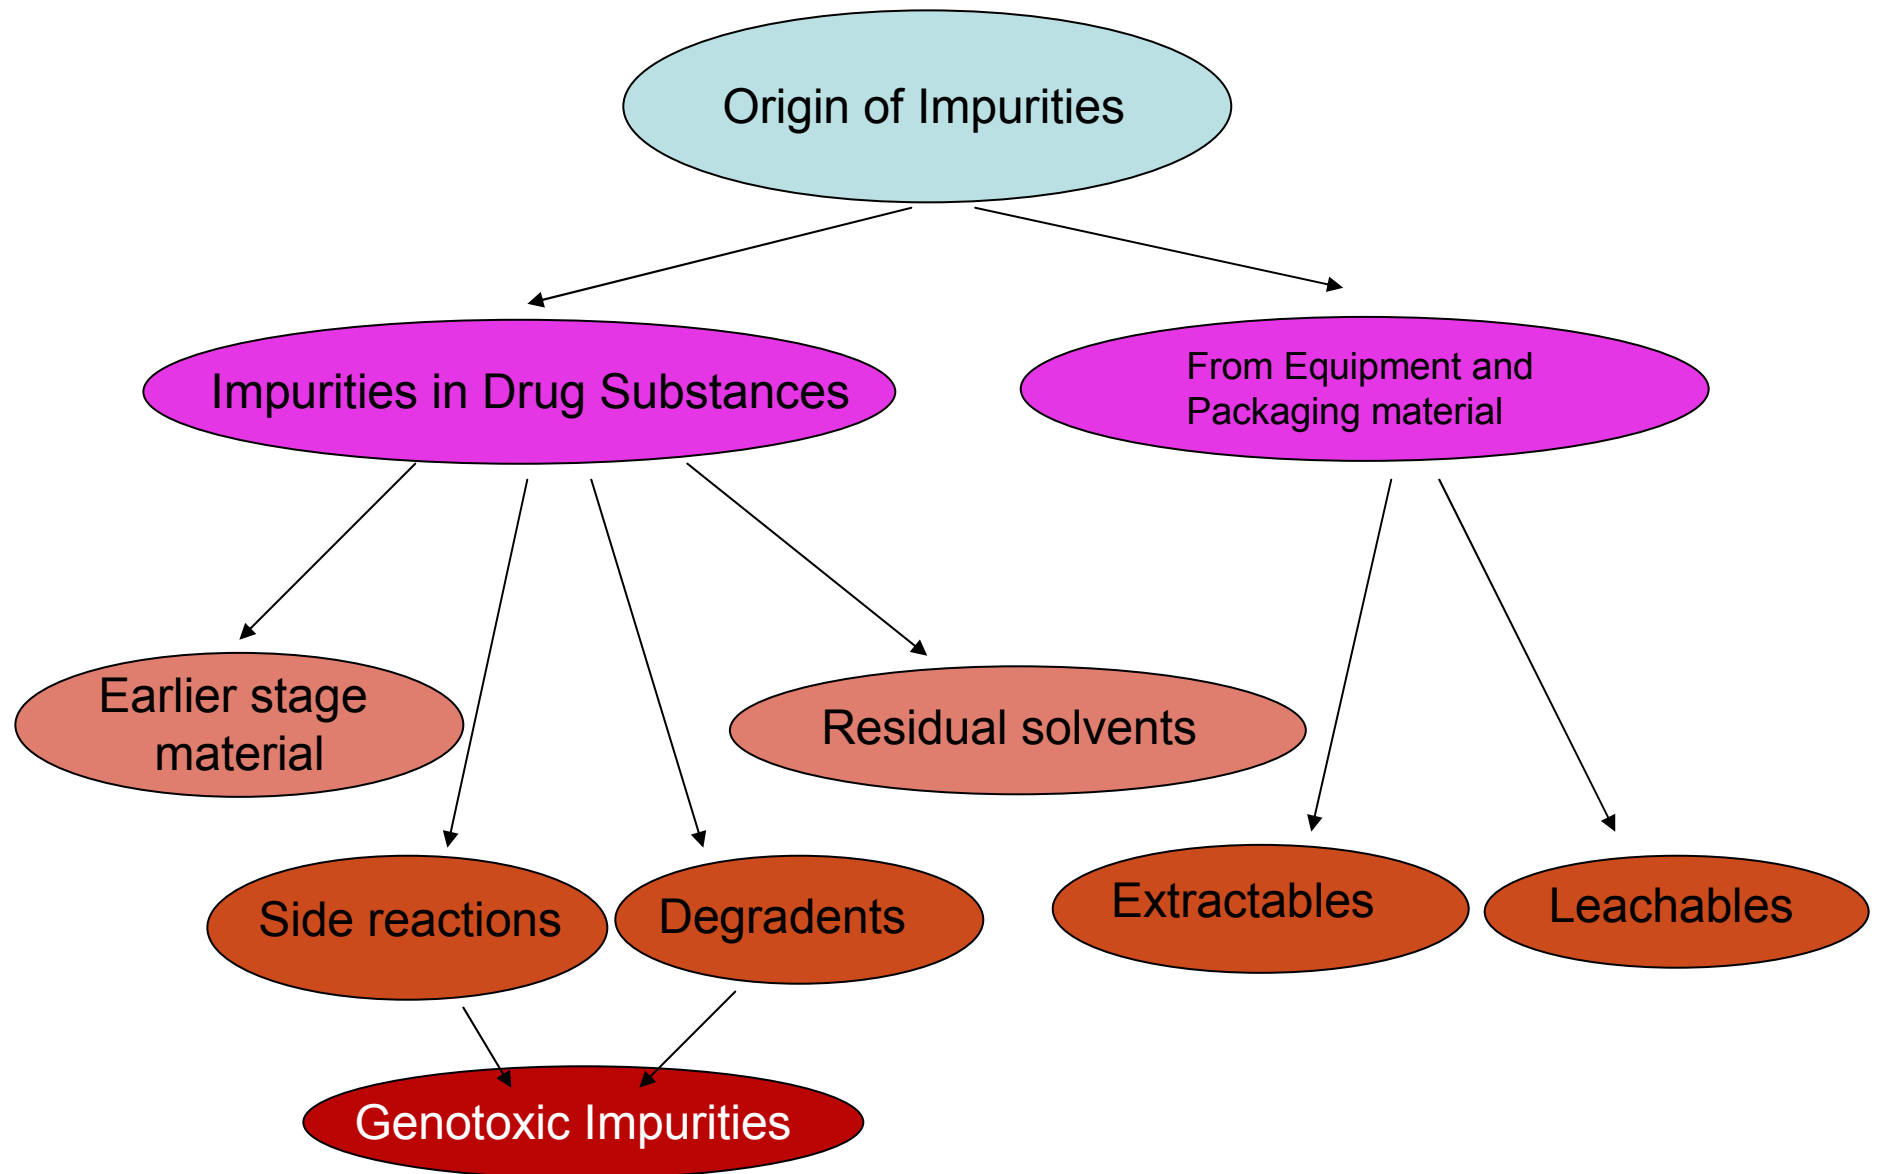 Origin of Impurities
Impurities in Drug Substances
From Equipment and
Packaging material
Earlier stage
material
Residual solvents
Side reactions
Degradents
Extractables
Leachables
Genotoxic Impurities